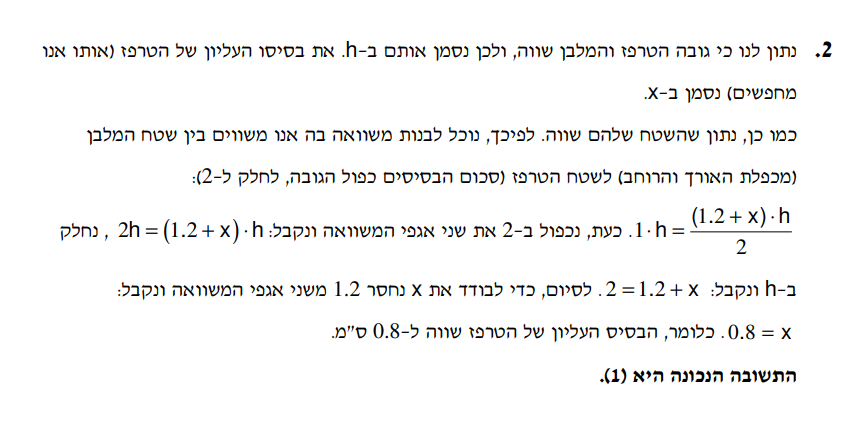 2. נתון לנו כי גובה הטרפז והמלבן שווה, ולכן נסמן אותם ב-h. את בסיסו העליון של הטרפז (אותו אנו
מחפשים) נסמן ב-x.
כמו כן, נתון שהשטח שלהם שווה. לפיכך, נוכל לבנות משוואה בה אנו משווים בין שטח המלבן
(מכפלת האורך והרוחב) לשטח הטרפז (סכום הבסיסים כפול הגובה, לחלק ל-2):
1·h = (1.2+x)·h / 2. כעת, נכפול ב-2 את שני אגפי המשוואה ונקבל: 2h = (1.2+x)·h , נחלק
ב-h ונקבל: 2 = 1.2+x. לסיום, כדי לבודד את x נחסר 1.2 משני אגפי המשוואה ונקבל:
0.8 = x. כלומר, הבסיס העליון של הטרפז שווה ל-0.8 ס"מ.
התשובה הנכונה היא (1).